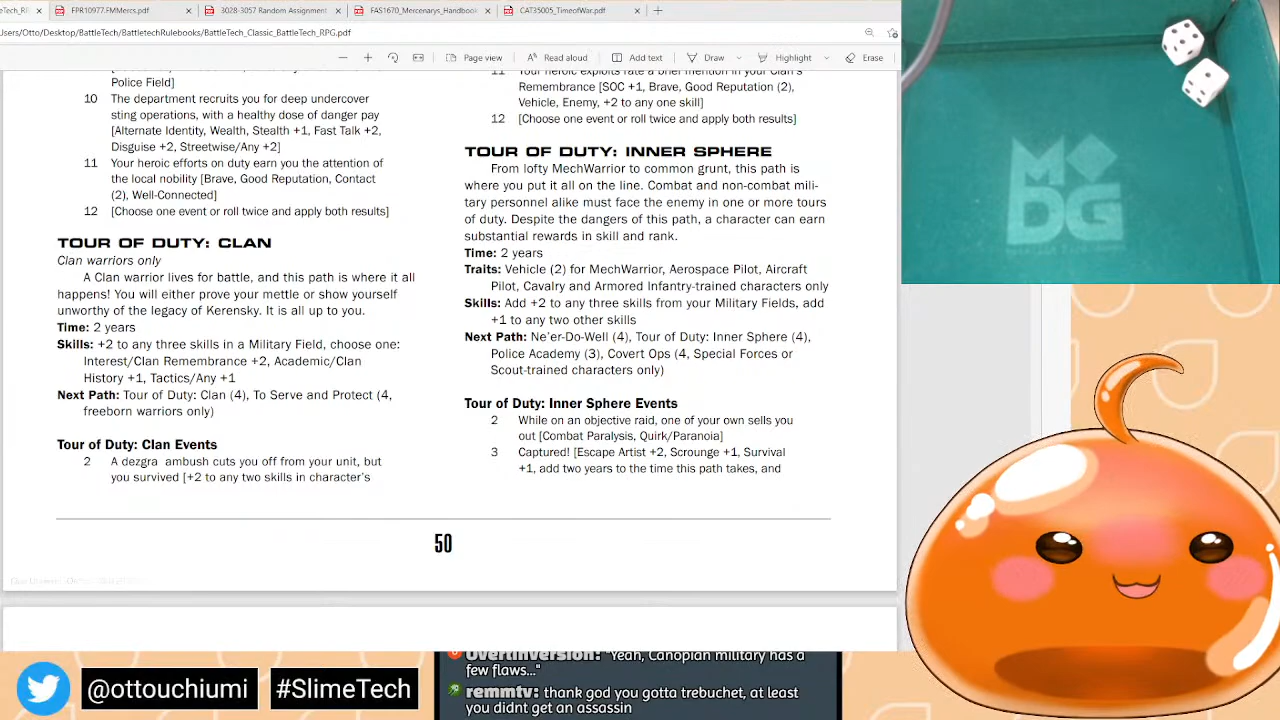 eTech_RP
FPR10977.FMMercs.pdf
3028-3057 Random Assignment
FAS1670_Mercenarys_Handbook
CAT35005_TimeofWar.pdf
Users/Otto/Desktop/BattleTech/BattletechRulebooks/BattleTech_Classic_BattleTech_RPG.pdf
Page view
Read aloud
Add text
Draw
Highlight
Erase
Police Field]
10 The department recruits you for deep undercover
sting operations, with a healthy dose of danger pay
[Alternate Identity, Wealth, Stealth +1, Fast Talk +2,
Disguise +2, Streetwise/Any +2]
11 Your heroic efforts on duty earn you the attention of
the local nobility [Brave, Good Reputation, Contact
(2), Well-Connected]
12 [Choose one event or roll twice and apply both results]
TOUR OF DUTY: CLAN
Clan warriors only
A Clan warrior lives for battle, and this path is where it all
happens! You will either prove your mettle or show yourself
unworthy of the legacy of Kerensky. It is all up to you.
Time: 2 years
Skills: +2 to any three skills in a Military Field, choose one:
Interest/Clan Remembrance +2, Academic/Clan
History +1, Tactics/Any +1
Next Path: Tour of Duty: Clan (4), To Serve and Protect (4,
freeborn warriors only)
Tour of Duty: Clan Events
2 A dezgra ambush cuts you off from your unit, but
you survived [+2 to any two skills in character's
11 Your heroic exploits rate a brief mention in your Clan's
Remembrance [SOC +1, Brave, Good Reputation (2),
Vehicle, Enemy, +2 to any one skill]
12 [Choose one event or roll twice and apply both results]
TOUR OF DUTY: INNER SPHERE
From lofty MechWarrior to common grunt, this path is
where you put it all on the line. Combat and non-combat mili-
tary personnel alike must face the enemy in one or more tours
of duty. Despite the dangers of this path, a character can earn
substantial rewards in skill and rank.
Time: 2 years
Traits: Vehicle (2) for MechWarrior, Aerospace Pilot, Aircraft
Pilot, Cavalry and Armored Infantry-trained characters only
Skills: Add +2 to any three skills from your Military Fields, add
+1 to any two other skills
Next Path: Ne'er-Do-Well (4), Tour of Duty: Inner Sphere (4),
Police Academy (3), Covert Ops (4, Special Forces or
Scout-trained characters only)
Tour of Duty: Inner Sphere Events
2 While on an objective raid, one of your own sells you
out [Combat Paralysis, Quirk/Paranoia]
3 Captured! [Escape Artist +2, Scrounge +1, Survival
+1, add two years to the time this path takes, and
50
M
DG
@ottouchiumi
#SlimeTech
OvertInversion: "Yeah, Canopian military has a
few flaws..."
remmtv: thank god you gotta trebuchet, at least
you didnt get an assassin